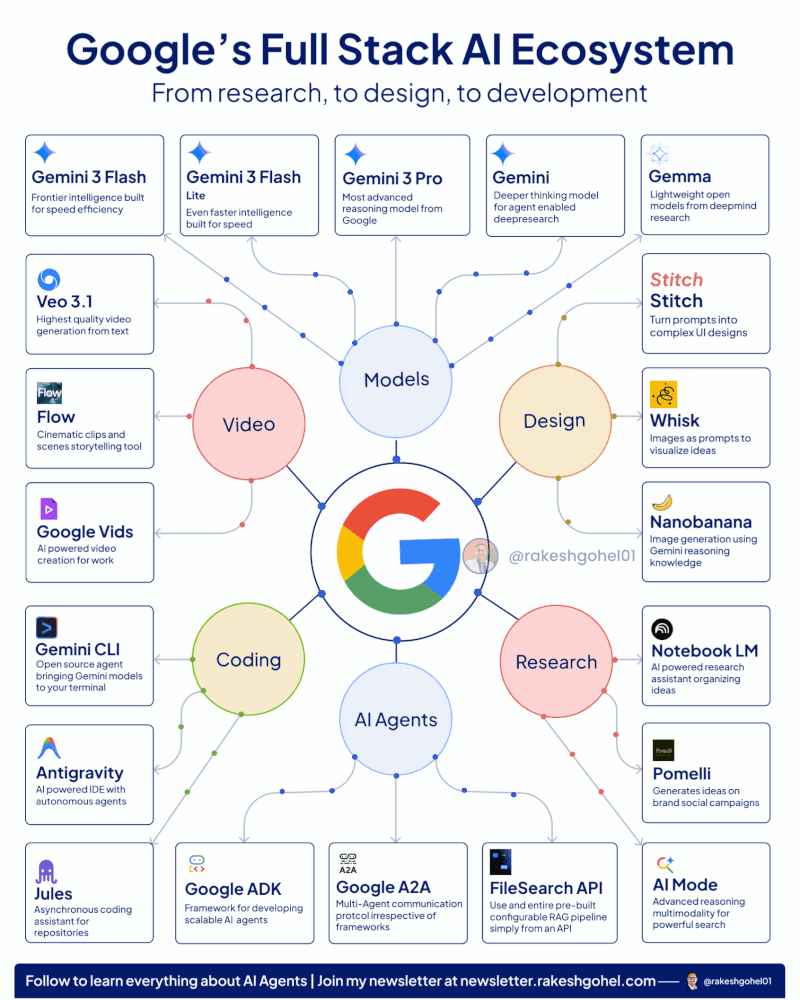 Google's Full Stack AI Ecosystem
From research, to design, to development
Gemini 3 Flash
Frontier intelligence built
for speed efficiency
Gemini 3 Flash
Lite
Even faster intelligence
built for speed
Gemini 3 Pro
Most advanced
reasoning model from
Google
Gemini
Deeper thinking model
for agent enabled
deepresearch
Gemma
Lightweight open
models from deepmind
research
Veo 3.1
Highest quality video
generation from text
Flow
Flow
Cinematic clips and
scenes storytelling tool
Google Vids
AI powered video
creation for work
Video
Models
Design
Stitch
Stitch
Turn prompts into
complex UI designs
Whisk
Images as prompts to
visualize ideas
Nanobanana
Image generation using
Gemini reasoning
knowledge
@rakeshgohel01
Gemini CLI
Open source agent
bringing Gemini models
to your terminal
Antigravity
AI powered IDE with
autonomous agents
Jules
Asynchronous coding
assistant for
repositories
Coding
AI Agents
Research
Notebook LM
AI powered research
assistant organizing
ideas
Pomelli
Pomelli
Generates ideas on
brand social campaigns
AI Mode
Advanced reasoning
multimodality for
powerful search
Google ADK
Framework for developing
scalable AI agents
A2A
Google A2A
Multi-Agent communication
protcol irrespective of
frameworks
FileSearch API
Use and entire pre-built
configurable RAG pipeline
simply from an API
Follow to learn everything about AI Agents | Join my newsletter at newsletter.rakeshgohel.com —— @rakeshgohel01